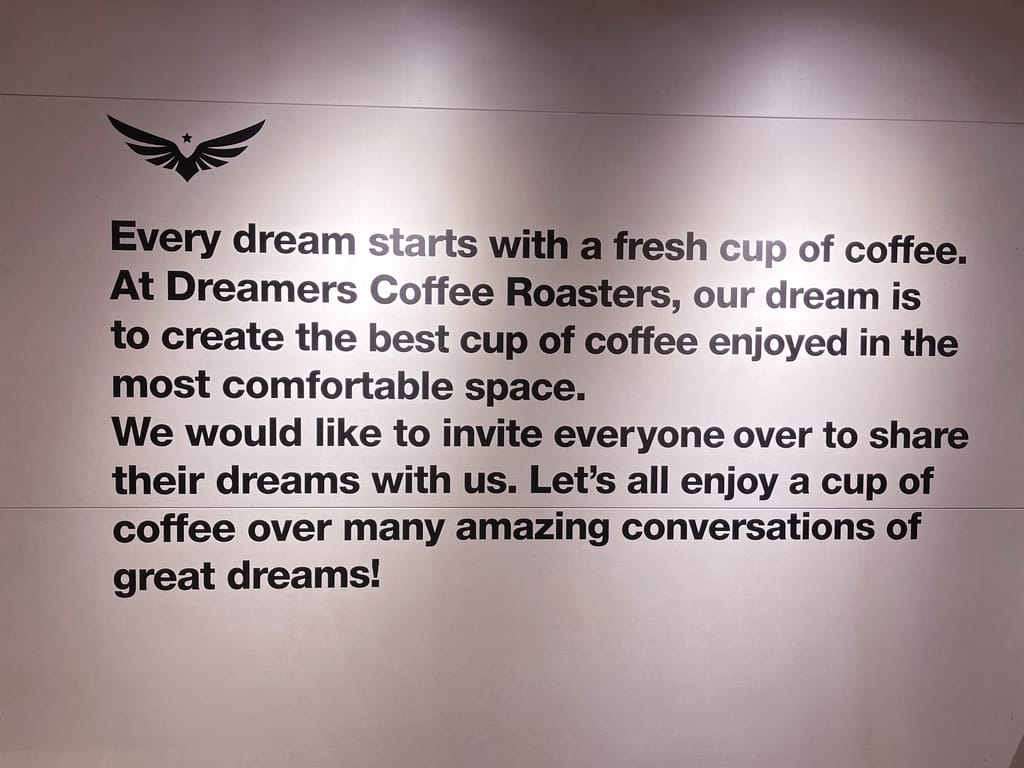 Every dream starts with a fresh cup of coffee.
At Dreamers Coffee Roasters, our dream is
to create the best cup of coffee enjoyed in the
most comfortable space.
We would like to invite everyone over to share
their dreams with us. Let’s all enjoy a cup of
coffee over many amazing conversations of
great dreams!